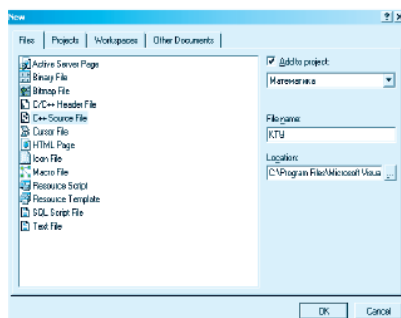 New
Files Projects Workspaces Other Documents
Active Server Page
Binary File
Bitmap File
C/C++ Header File
C++ Source File
Cursor File
HTML Page
Icon File
Macro File
Resource Script
Resource Template
SQL Script File
Text File
Add to project:
Математика
File name:
КТУ
Location:
C:\Program Files\Microsoft Visua ...
OK Cancel